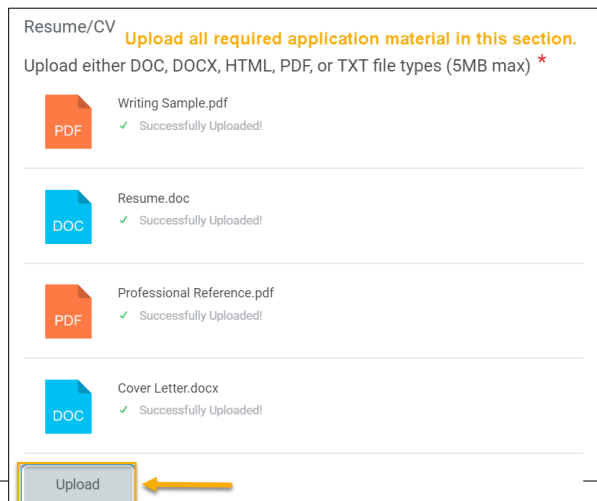 Resume/CV
Upload all required application material in this section.
Upload either DOC, DOCX, HTML, PDF, or TXT file types (5MB max) *
Writing Sample.pdf
PDF
✓ Successfully Uploaded!
Resume.doc
DOC
✓ Successfully Uploaded!
Professional Reference.pdf
PDF
✓ Successfully Uploaded!
Cover Letter.docx
DOC
✓ Successfully Uploaded!
Upload